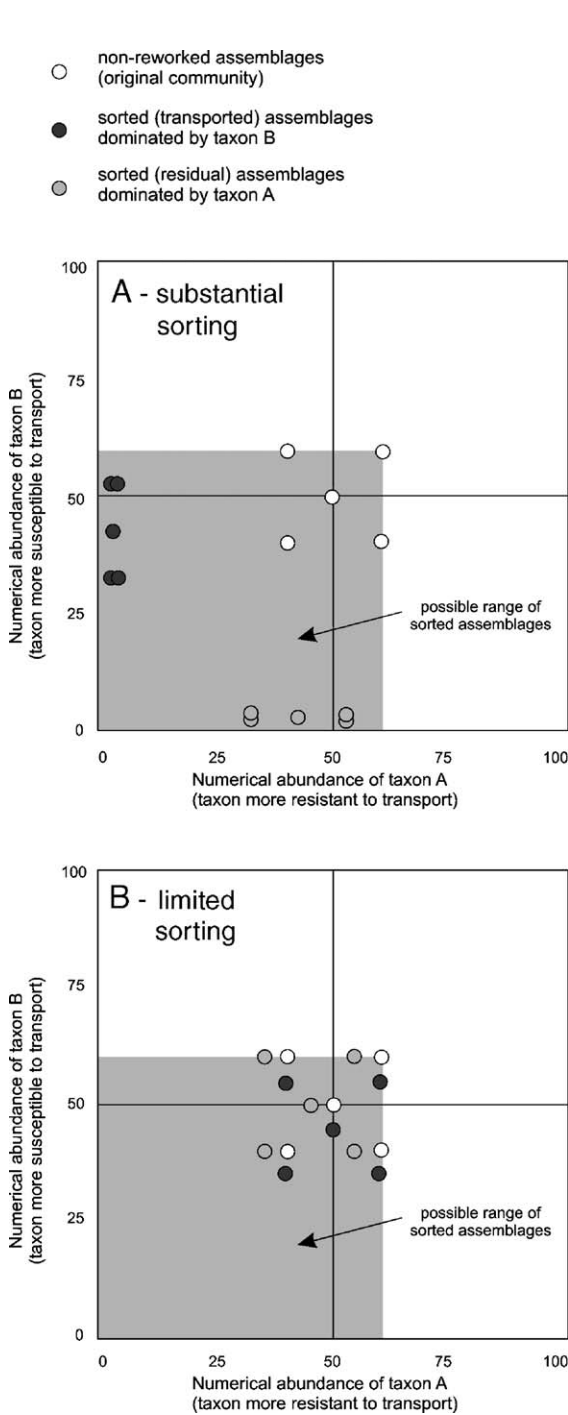 non-reworked assemblages
(original community)
sorted (transported) assemblages
dominated by taxon B
sorted (residual) assemblages
dominated by taxon A
A - substantial
sorting
100
75
50
25
0
Numerical abundance of taxon B
(taxon more susceptible to transport)
possible range of
sorted assemblages
0 25 50 75 100
Numerical abundance of taxon A
(taxon more resistant to transport)
B - limited
sorting
100
75
50
25
0
Numerical abundance of taxon B
(taxon more susceptible to transport)
possible range of
sorted assemblages
0 25 50 75 100
Numerical abundance of taxon A
(taxon more resistant to transport)